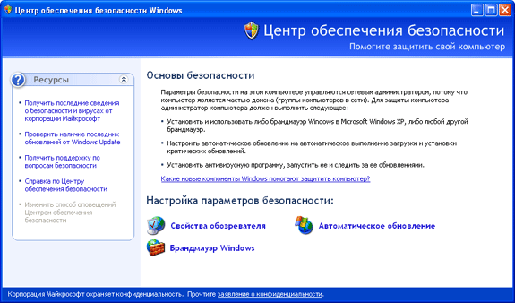 Центр обеспечения безопасности Windows
Центр обеспечения безопасности
Помогите защитить свой компьютер
Ресурсы
Получить последние сведения
о безопасности и вирусах от
корпорации Майкрософт
Проверить наличие последних
обновлений от Windows Update
Получить поддержку по
вопросам безопасности
Справка по Центру
обеспечения безопасности
Изменить способ оповещений
Центром обеспечения
безопасности
Основы безопасности
Параметры безопасности на этом компьютере управляются сетевым администратором, потому что
компьютер является частью домена (группы компьютеров в сети). Для защиты компьютера
администратор компьютера должен выполнить следующее:
Установить и использовать либо брандмауэр Windows в Microsoft Windows XP, либо любой другой
брандмауэр.
Настроить автоматическое обновление на автоматическое выполнение загрузки и установки
критических обновлений.
Установить антивирусную программу, запустить ее и следить за ее обновлениями.
Какие новые компоненты Windows помогают защитить компьютер?
Настройка параметров безопасности:
Свойства обозревателя
Автоматическое обновление
Брандмауэр Windows
Корпорация Майкрософт охраняет конфиденциальность. Прочтите заявление о конфиденциальности.